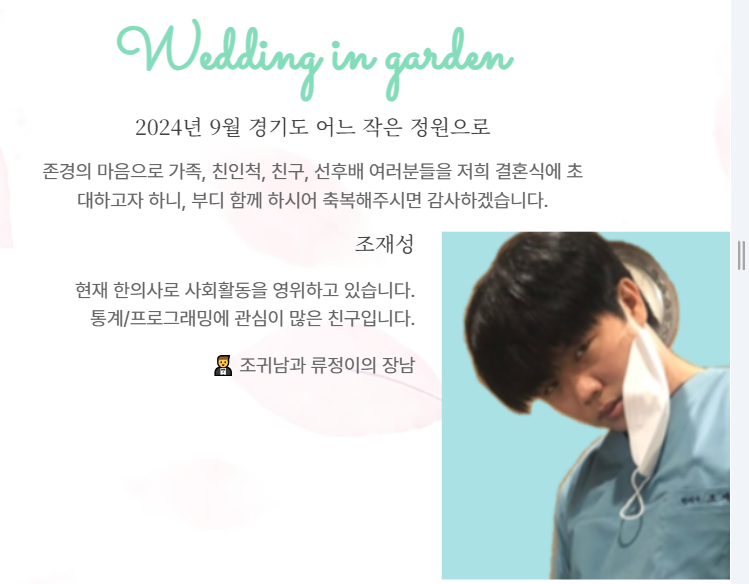 Wedding in garden
2024년 9월 경기도 어느 작은 정원으로
존경의 마음으로 가족, 친인척, 친구, 선후배 여러분들을 저희 결혼식에 초
대하고자 하니, 부디 함께 하시어 축복해주시면 감사하겠습니다.
조재성
현재 한의사로 사회활동을 영위하고 있습니다.
통계/프로그래밍에 관심이 많은 친구입니다.
🤵 조귀남과 류정이의 장남